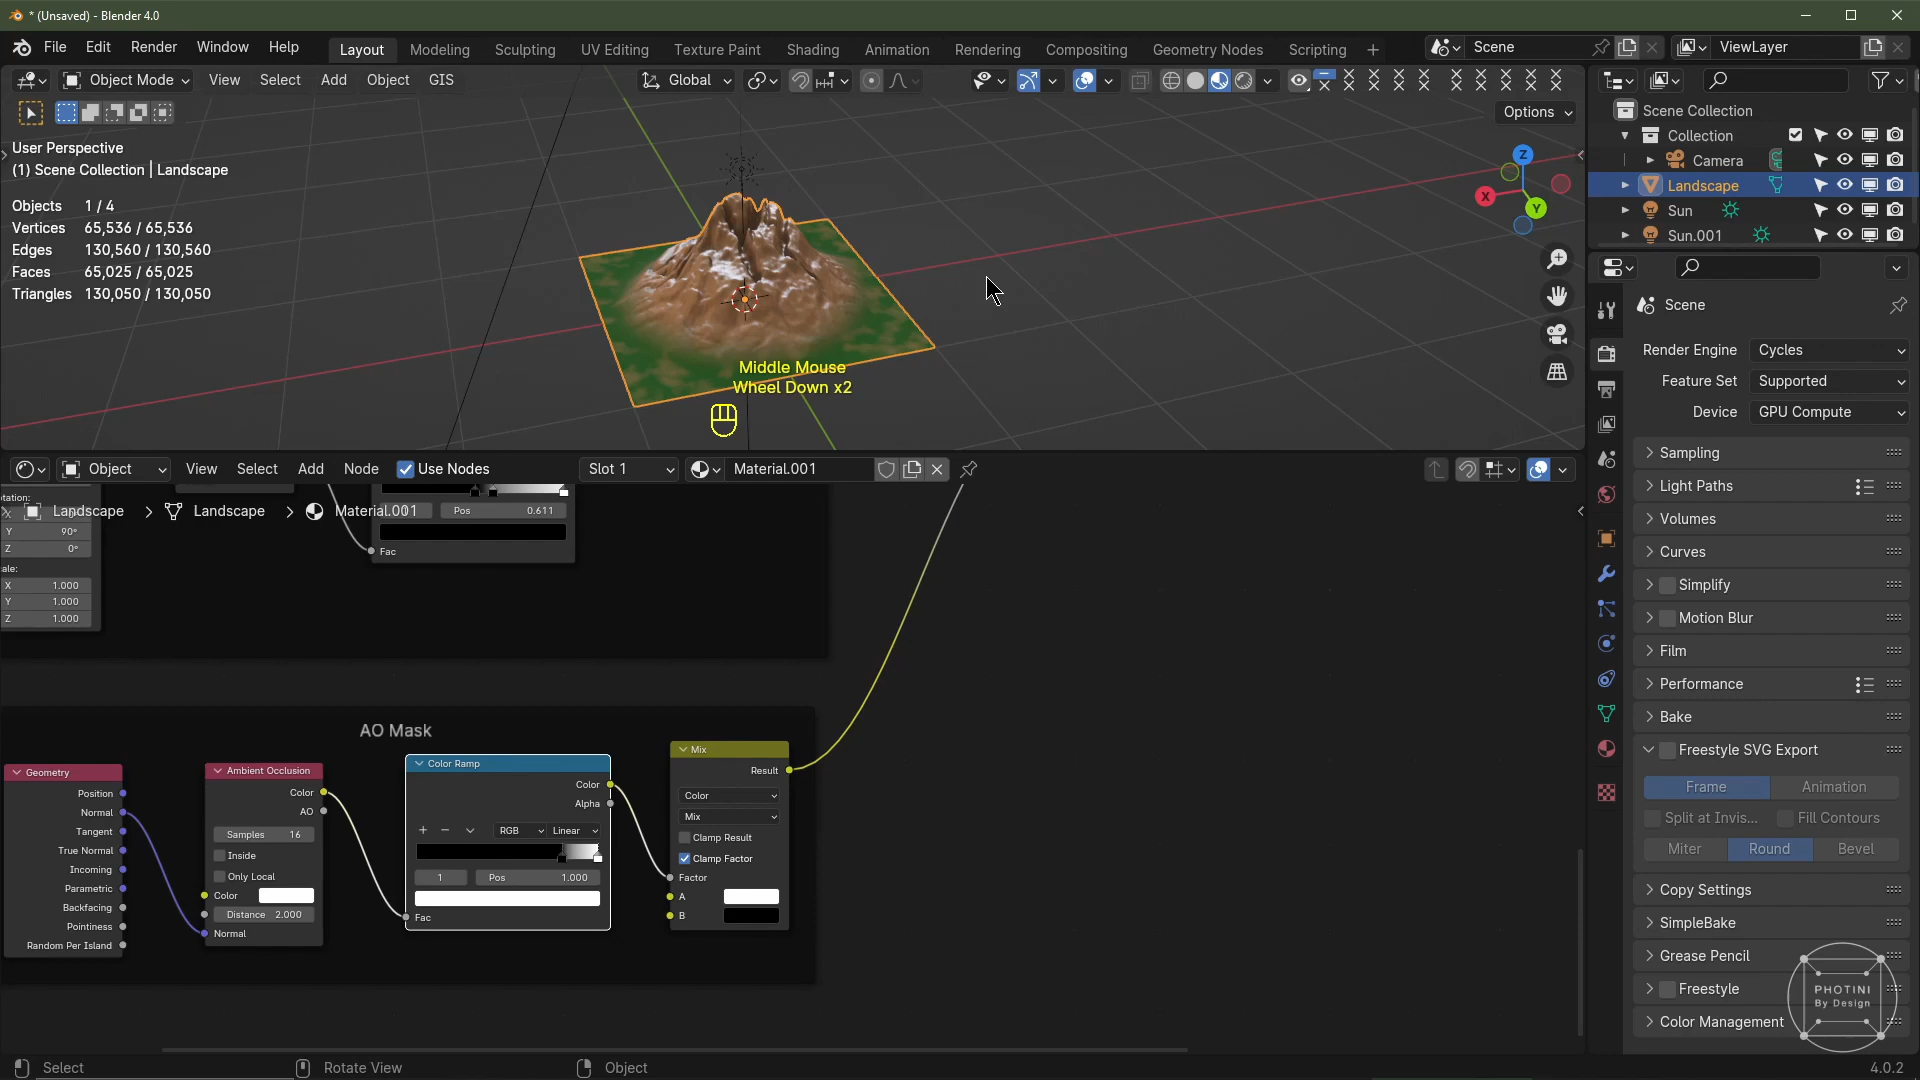 * (Unsaved) - Blender 4.0
File Edit Render Window Help Layout Modeling Sculpting UV Editing Texture Paint Shading Animation Rendering Compositing Geometry Nodes Scripting + Scene ViewLayer
Object Mode View Select Add Object GIS Global
Options
User Perspective
(1) Scene Collection | Landscape
Objects 1 / 4
Vertices 65,536 / 65,536
Edges 130,560 / 130,560
Faces 65,025 / 65,025
Triangles 130,050 / 130,050
Z
X
Y
Middle Mouse
Wheel Down x2
Scene Collection
Collection
Camera
Landscape
Sun
Sun.001
Scene
Render Engine Cycles
Feature Set Supported
Device GPU Compute
Sampling
Light Paths
Volumes
Curves
Simplify
Motion Blur
Film
Performance
Bake
Freestyle SVG Export
Frame Animation
Split at Invis... Fill Contours
Miter Round Bevel
Copy Settings
SimpleBake
Grease Pencil
Freestyle
Color Management
PHOTINI
By Design
Object View Select Add Node Use Nodes Slot 1 Material.001
Landscape > Landscape > Material.001
tation:
Y 90°
Z 0°
ale:
X 1.000
Y 1.000
Z 1.000
Pos 0.611
Fac
AO Mask
Geometry
Position
Normal
Tangent
True Normal
Incoming
Parametric
Backfacing
Pointiness
Random Per Island
Ambient Occlusion
Color
AO
Samples 16
Inside
Only Local
Color
Distance 2.000
Normal
Color Ramp
Color
Alpha
+ − RGB Linear
1 Pos 1.000
Fac
Mix
Result
Color
Mix
Clamp Result
Clamp Factor
Factor
A
B
Select Rotate View Object 4.0.2